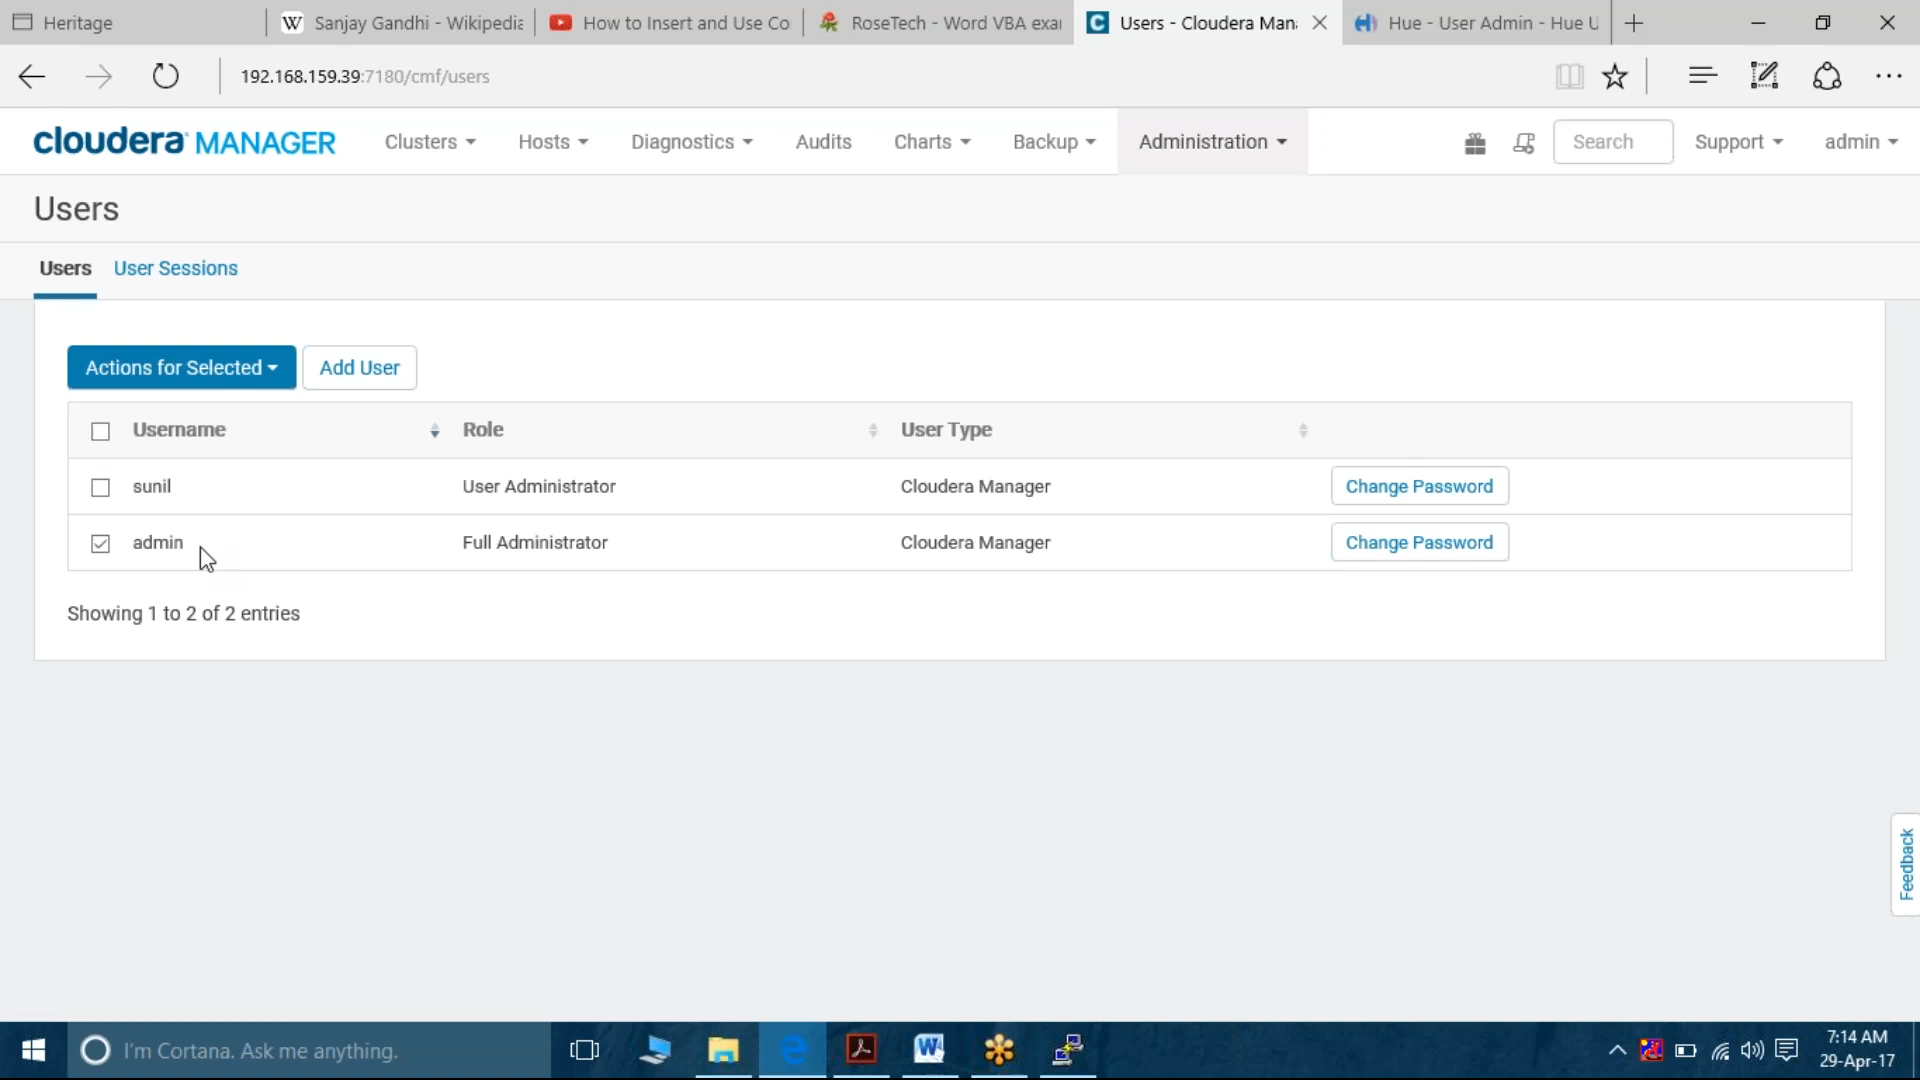 Heritage
Sanjay Gandhi - Wikipedia
How to Insert and Use Co
RoseTech - Word VBA exa
Users - Cloudera Man
Hue - User Admin - Hue U
192.168.159.39:7180/cmf/users
cloudera MANAGER
Clusters
Hosts
Diagnostics
Audits
Charts
Backup
Administration
Search
Support
admin
Users
Users
User Sessions
Actions for Selected
Add User
Username
Role
User Type
sunil
User Administrator
Cloudera Manager
Change Password
admin
Full Administrator
Cloudera Manager
Change Password
Showing 1 to 2 of 2 entries
Feedback
I'm Cortana. Ask me anything.
7:14 AM
29-Apr-17